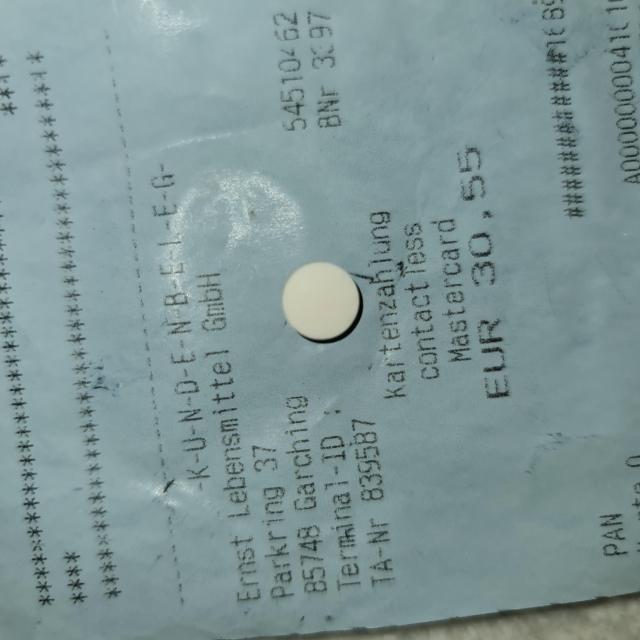 K-U-N-D-E-N-B-E-L-E-G
Ernst Lebensmittel GmbH
Parkring 37
85748 Garching
Terminal-ID 54510462
TA-Nr 839587 BNr 3397
Kartenzahlung
contactless
Mastercard
EUR 30,55
PAN